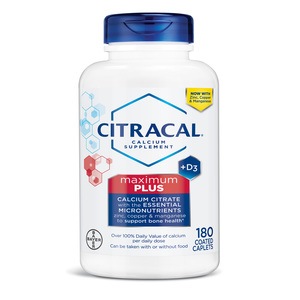 NOW WITH
Zinc, Copper
& Manganese
CITRACAL®
CALCIUM
SUPPLEMENT
+D3
maximum
PLUS
CALCIUM CITRATE
with the ESSENTIAL
MICRONUTRIENTS
zinc, copper & manganese
to support bone health*
Over 100% Daily Value of calcium
per daily dose
Can be taken with or without food
BAYER
180
COATED
CAPLETS